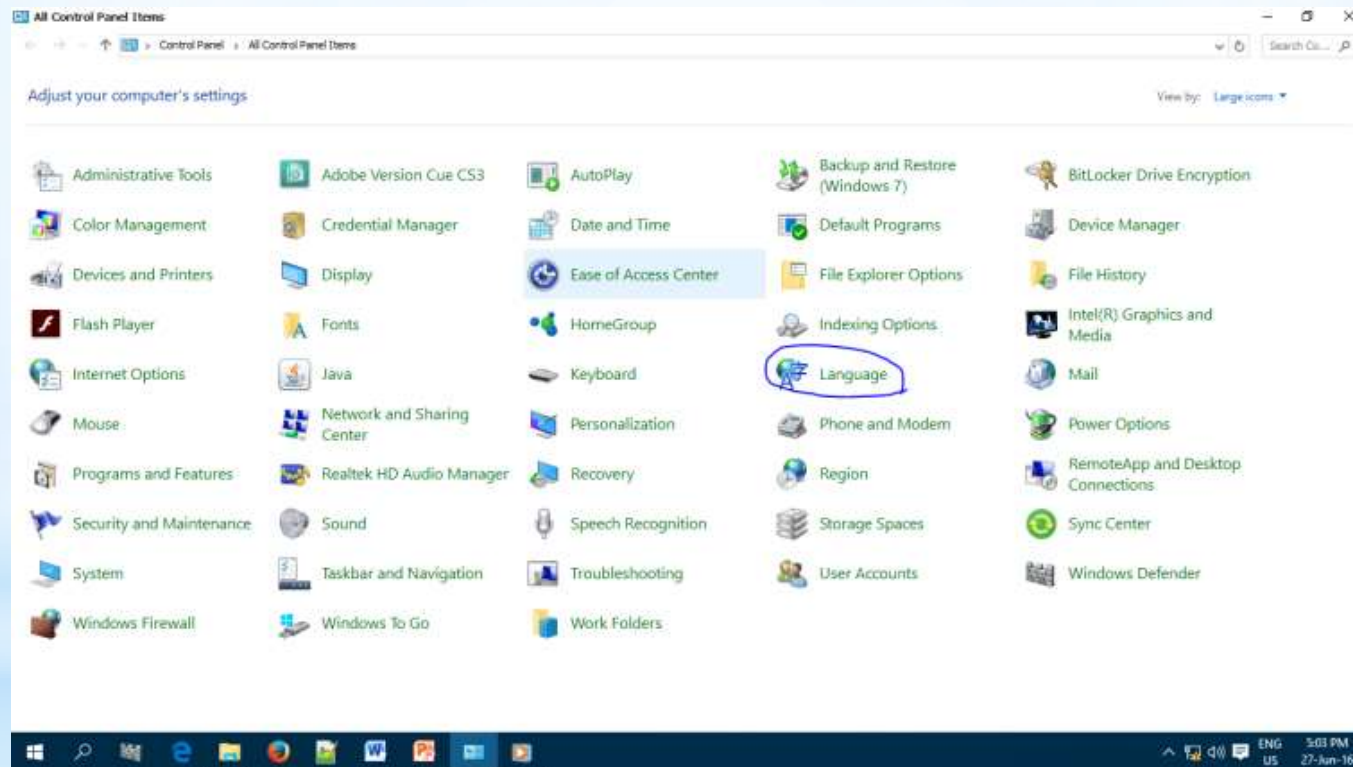 All Control Panel Items
Control Panel › All Control Panel Items
Search Co...
Adjust your computer's settings
View by: Large icons
Administrative Tools
Adobe Version Cue CS3
AutoPlay
Backup and Restore
(Windows 7)
BitLocker Drive Encryption
Color Management
Credential Manager
Date and Time
Default Programs
Device Manager
Devices and Printers
Display
Ease of Access Center
File Explorer Options
File History
Flash Player
Fonts
HomeGroup
Indexing Options
Intel(R) Graphics and
Media
Internet Options
Java
Keyboard
Language
Mail
Mouse
Network and Sharing
Center
Personalization
Phone and Modem
Power Options
Programs and Features
Realtek HD Audio Manager
Recovery
Region
RemoteApp and Desktop
Connections
Security and Maintenance
Sound
Speech Recognition
Storage Spaces
Sync Center
System
Taskbar and Navigation
Troubleshooting
User Accounts
Windows Defender
Windows Firewall
Windows To Go
Work Folders
ENG
US
5:03 PM
27-Jun-16